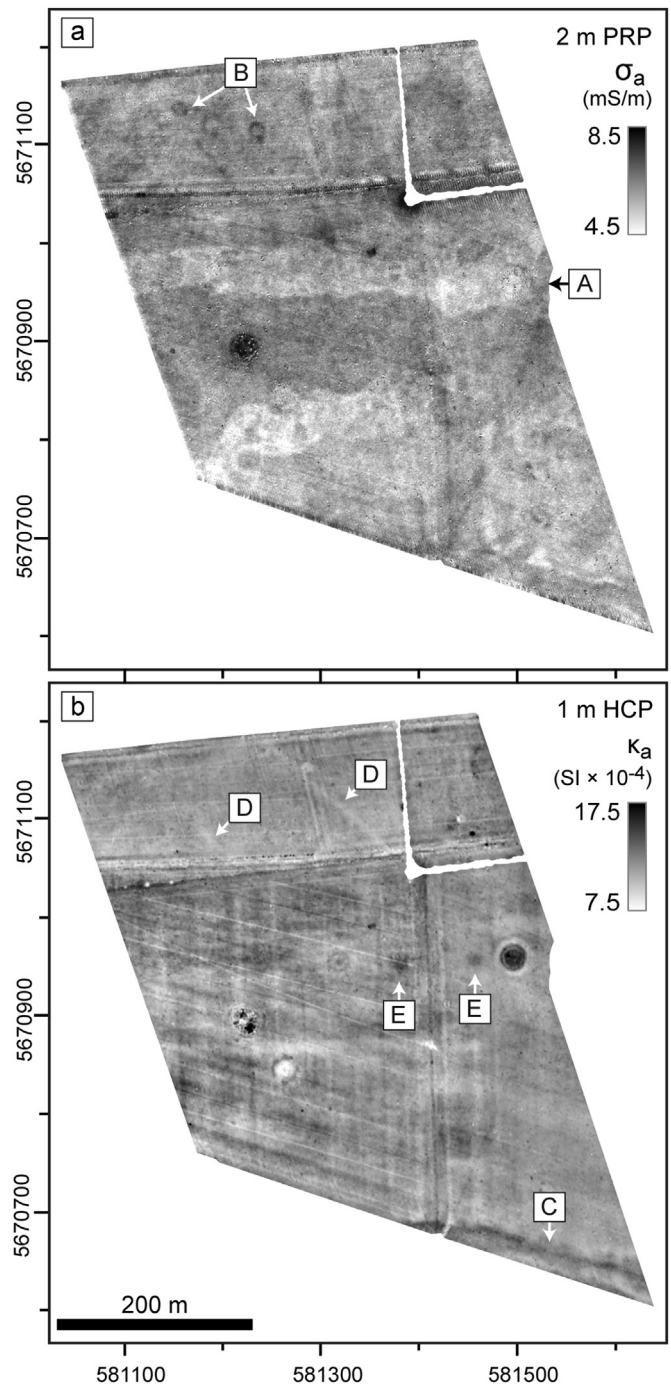 a
2 m PRP
σa
(mS/m)
8.5
4.5
B
A
5671100
5670900
5670700
b
1 m HCP
κa
(SI × 10⁻⁴)
17.5
7.5
D
D
E
E
C
5671100
5670900
5670700
200 m
581100
581300
581500